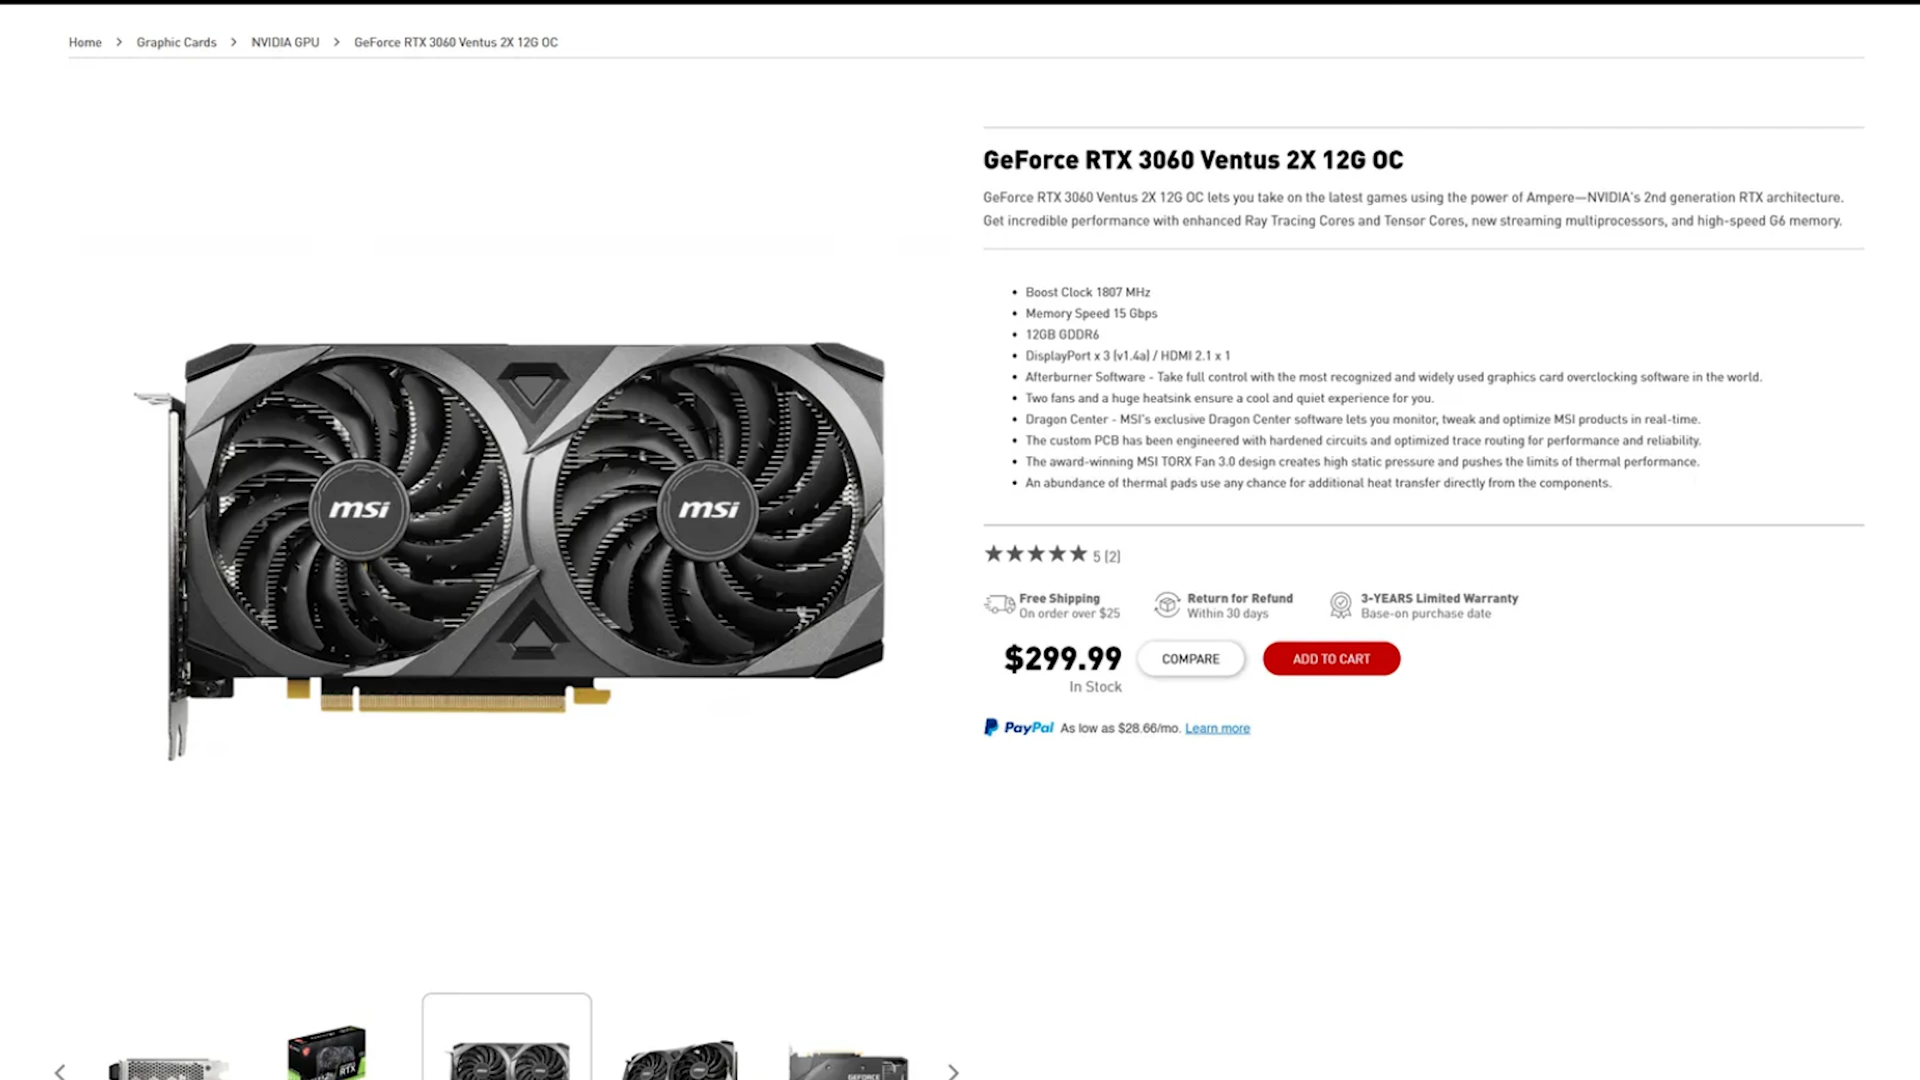 Home > Graphic Cards > NVIDIA GPU > GeForce RTX 3060 Ventus 2X 12G OC
GeForce RTX 3060 Ventus 2X 12G OC
GeForce RTX 3060 Ventus 2X 12G OC lets you take on the latest games using the power of Ampere—NVIDIA's 2nd generation RTX architecture.
Get incredible performance with enhanced Ray Tracing Cores and Tensor Cores, new streaming multiprocessors, and high-speed G6 memory.
• Boost Clock 1807 MHz
• Memory Speed 15 Gbps
• 12GB GDDR6
• DisplayPort x 3 (v1.4a) / HDMI 2.1 x 1
• Afterburner Software - Take full control with the most recognized and widely used graphics card overclocking software in the world.
• Two fans and a huge heatsink ensure a cool and quiet experience for you.
• Dragon Center - MSI's exclusive Dragon Center software lets you monitor, tweak and optimize MSI products in real-time.
• The custom PCB has been engineered with hardened circuits and optimized trace routing for performance and reliability.
• The award-winning MSI TORX Fan 3.0 design creates high static pressure and pushes the limits of thermal performance.
• An abundance of thermal pads use any chance for additional heat transfer directly from the components.
msi msi
5 (2)
Free Shipping
On order over $25
Return for Refund
Within 30 days
3-YEARS Limited Warranty
Base-on purchase date
$299.99
COMPARE
ADD TO CART
In Stock
PayPal As low as $28.66/mo. Learn more
RTX
GEFORCE